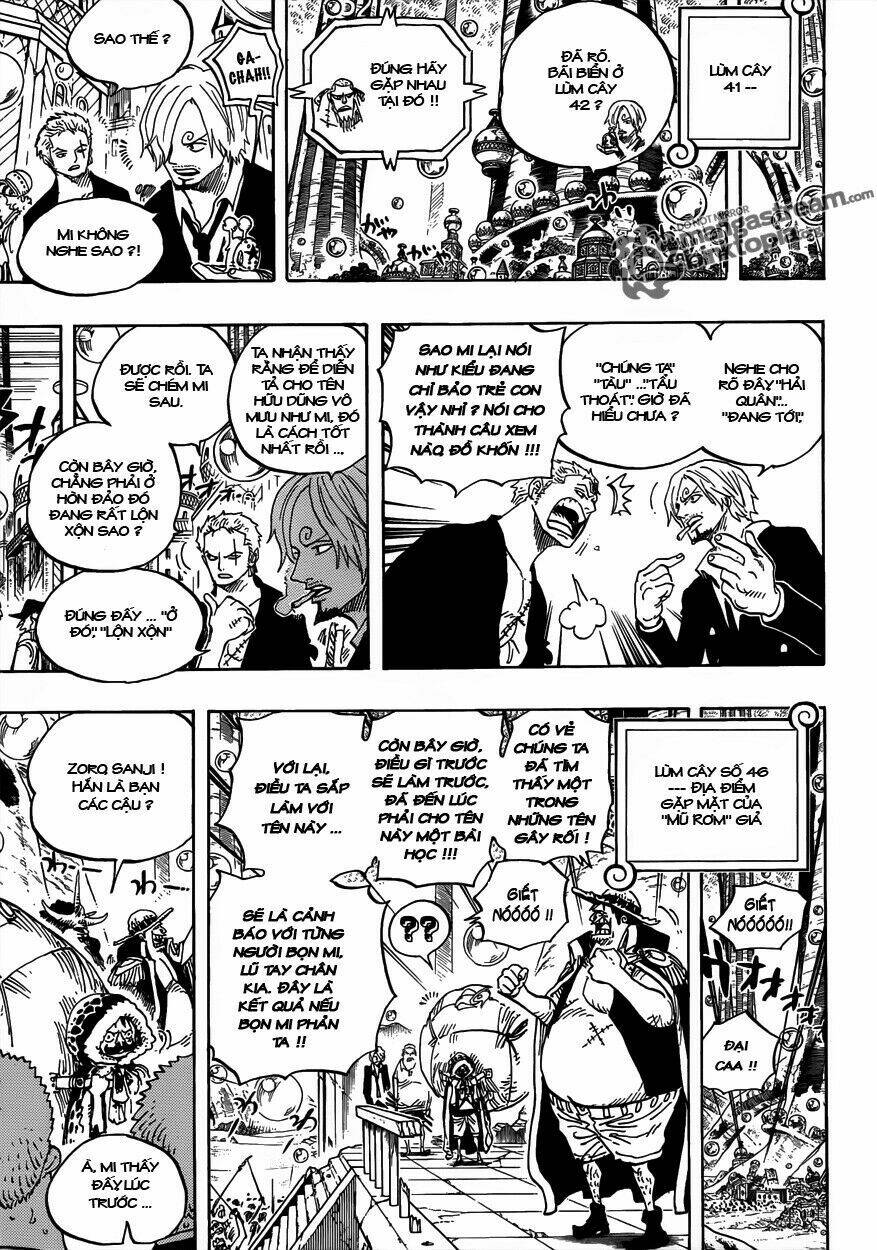 LÙM CÂY
41 --
ĐÃ RÕ.
BÃI BIỂN Ở
LÙM CÂY
42 ?
ĐÚNG HÃY
GẶP NHAU
TẠI ĐÓ !!
GA-
CHAH!!
SAO THẾ ?
MI KHÔNG
NGHE SAO ?!
mangastream.com
NGHE CHO
RÕ ĐÂY. "HẢI
QUÂN"...
"ĐANG TỚI",
"CHÚNG TA"
"TÀU" ..."TẨU
THOÁT". GIỜ ĐÃ
HIỂU CHƯA ?
SAO MI LẠI NÓI
NHƯ KIỂU ĐANG
CHỈ BẢO TRẺ CON
VẬY NHỈ ? NÓI CHO
THÀNH CÂU XEM
NÀO, ĐỒ KHỐN !!!
TA NHẬN THẤY
RẰNG ĐỂ DIỄN
TẢ CHO TÊN
HỮU DŨNG VÔ
MƯU NHƯ MI, ĐÓ
LÀ CÁCH TỐT
NHẤT RỒI ...
ĐƯỢC RỒI. TA
SẼ CHÉM MI
SAU.
CÒN BÂY GIỜ,
CHẲNG PHẢI Ở
HÒN ĐẢO ĐÓ
ĐANG RẤT LỘN
XỘN SAO ?
ĐÚNG ĐẤY ... "Ở
ĐÓ", "LỘN XỘN"
LÙM CÂY SỐ 46
--- ĐỊA ĐIỂM
GẶP MẶT CỦA
"MŨ RƠM" GIẢ
GIẾT
NÓÓÓÓÓ!!
ĐẠI
CAA !!
CÓ VẺ
CHÚNG TA
ĐÃ TÌM
THẤY MỘT
TRONG
NHỮNG TÊN
GÂY RỐI !
GIẾT
NÓÓÓÓ !!
CÒN BÂY GIỜ,
ĐIỀU GÌ TRƯỚC
SẼ LÀM TRƯỚC,
ĐÃ ĐẾN LÚC
PHẢI CHO TÊN
NÀY MỘT BÀI
HỌC !!!
VỚI LẠI,
ĐIỀU TA SẮP
LÀM VỚI
TÊN NÀY ...
SẼ LÀ CẢNH
BÁO VỚI TỪNG
NGƯỜI BỌN MI,
LŨ TAY CHÂN
KIA. ĐÂY LÀ
KẾT QUẢ NẾU
BỌN MI PHẢN
TA !!
??
ZORO, SANJI !
HẮN LÀ BẠN
CÁC CẬU ?
À, MI THẤY
ĐẤY.LÚC
TRƯỚC ...